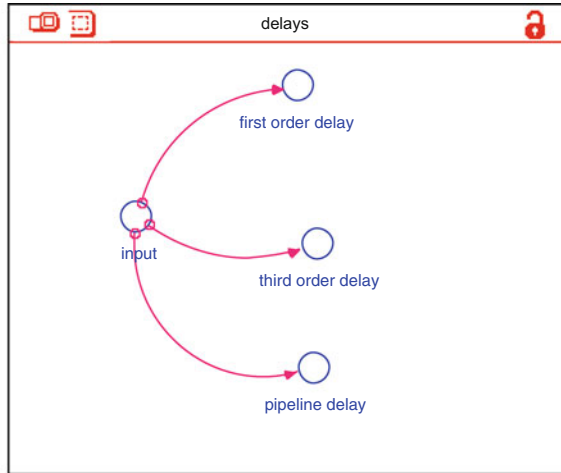 delays
first order delay
input
third order delay
pipeline delay